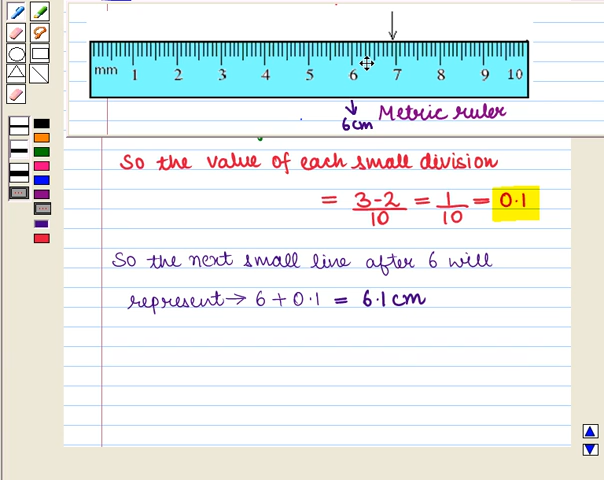 mm 1 2 3 4 5 6 7 8 9 10
6cm Metric ruler
So the value of each small division
= 3-2/10 = 1/10 = 0.1
So the next small line after 6 will
represent → 6 + 0.1 = 6.1 cm